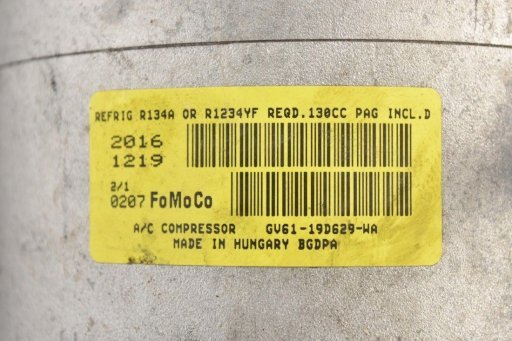 REFRIG R134A OR R1234YF REQD.130CC PAG INCL.D
2016
1219
2/1
0207 FoMoCo
A/C COMPRESSOR GV61-19D629-WA
MADE IN HUNGARY BGDPA